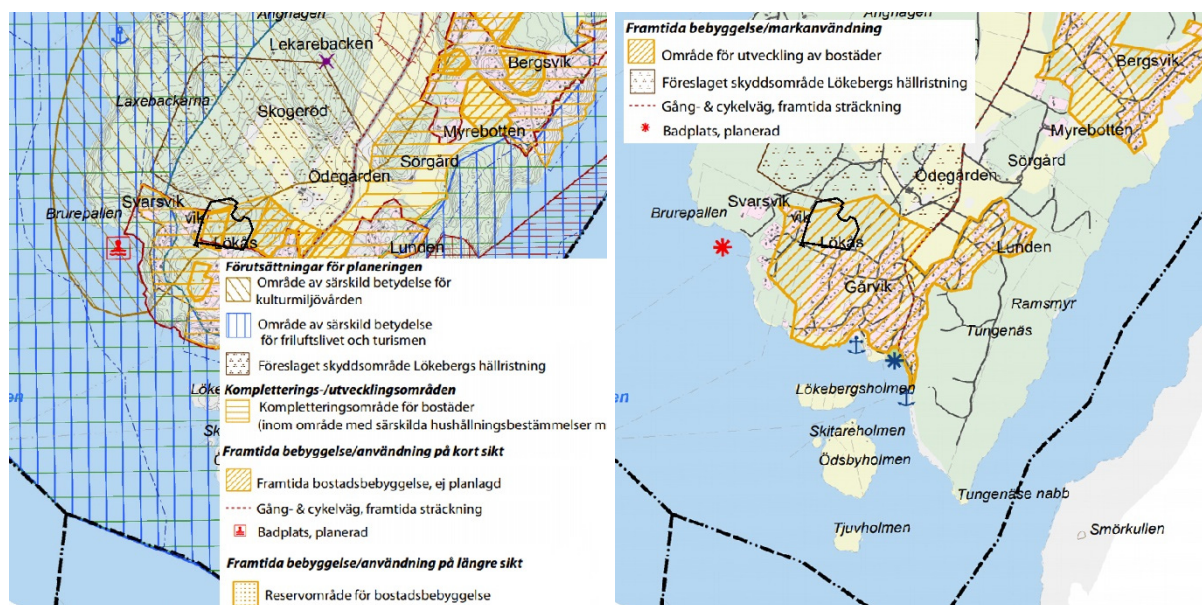 Änghagen
Lekarebacken
Bergsvik
Laxebackarna
Skogeröd
Myrebotten
Sörgård
Ödegården
Svarsvik
Brurepallen
vik
Lökås
Lunden
Förutsättningar för planeringen
Område av särskild betydelse för
kulturmiljövården
Område av särskild betydelse
för friluftslivet och turismen
Föreslaget skyddsområde Lökebergs hällristning
Kompletterings-/utvecklingsområden
Kompletteringsområde för bostäder
(inom område med särskilda hushållningsbestämmelser m
Framtida bebyggelse/användning på kort sikt
Framtida bostadsbebyggelse, ej planlagd
Gång- & cykelväg, framtida sträckning
Badplats, planerad
Framtida bebyggelse/användning på längre sikt
Reservområde för bostadsbebyggelse
Framtida bebyggelse/markanvändning
Område för utveckling av bostäder
Föreslaget skyddsområde Lökebergs hällristning
Gång- & cykelväg, framtida sträckning
Badplats, planerad
Änghagen
Bergsvik
Myrebotten
Sörgård
Ödegården
Svarsvik
Brurepallen
vik
Lökås
Lunden
Gårvik
Ramsmyr
Tungenäs
Lökebergsholmen
Skitareholmen
Ödsbyholmen
Tungenäse nabb
Tjuvholmen
Smörkullen